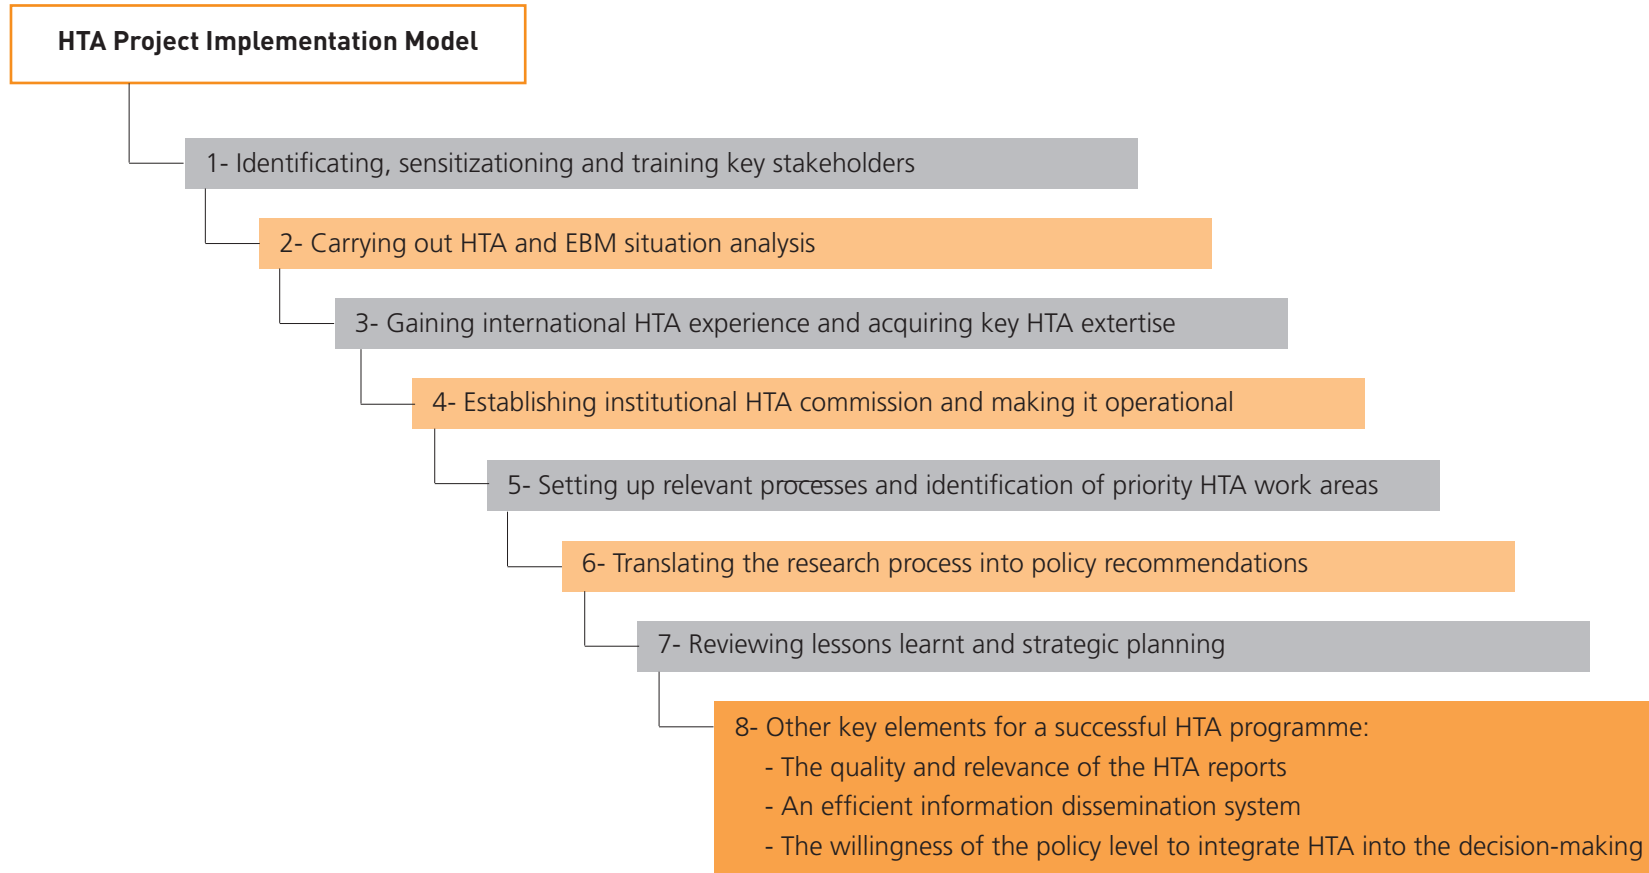 HTA Project Implementation Model
1- Identificating, sensitizationing and training key stakeholders
2- Carrying out HTA and EBM situation analysis
3- Gaining international HTA experience and acquiring key HTA extertise
4- Establishing institutional HTA commission and making it operational
5- Setting up relevant processes and identification of priority HTA work areas
6- Translating the research process into policy recommendations
7- Reviewing lessons learnt and strategic planning
8- Other key elements for a successful HTA programme:
- The quality and relevance of the HTA reports
- An efficient information dissemination system
- The willingness of the policy level to integrate HTA into the decision-making